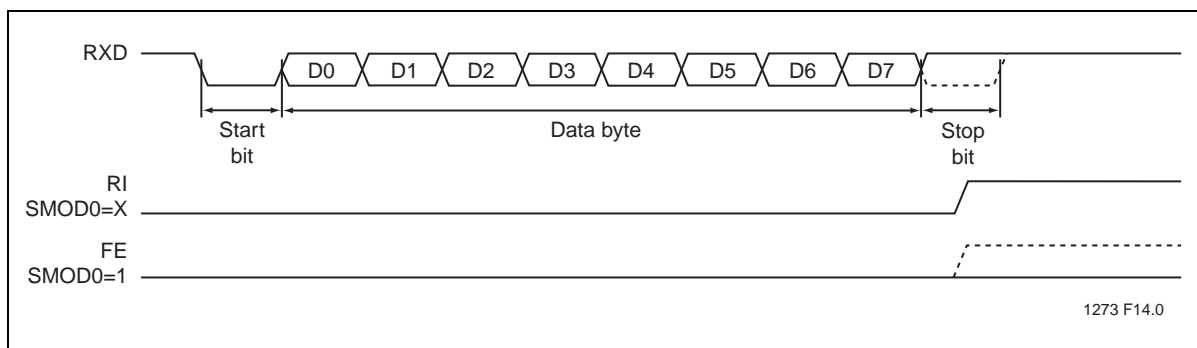 RXD
D0 D1 D2 D3 D4 D5 D6 D7
Start
bit
Data byte
Stop
bit
RI
SMOD0=X
FE
SMOD0=1
1273 F14.0